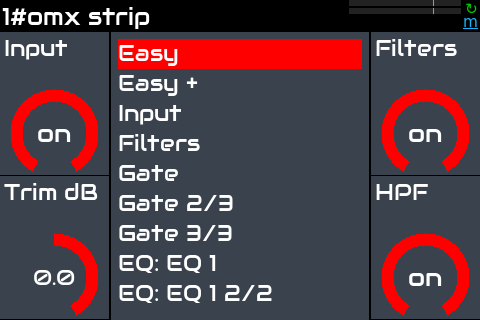 1#omx strip
m
Input
on
Trim dB
0.0
Easy
Easy +
Input
Filters
Gate
Gate 2/3
Gate 3/3
EQ: EQ 1
EQ: EQ 1 2/2
Filters
on
HPF
on